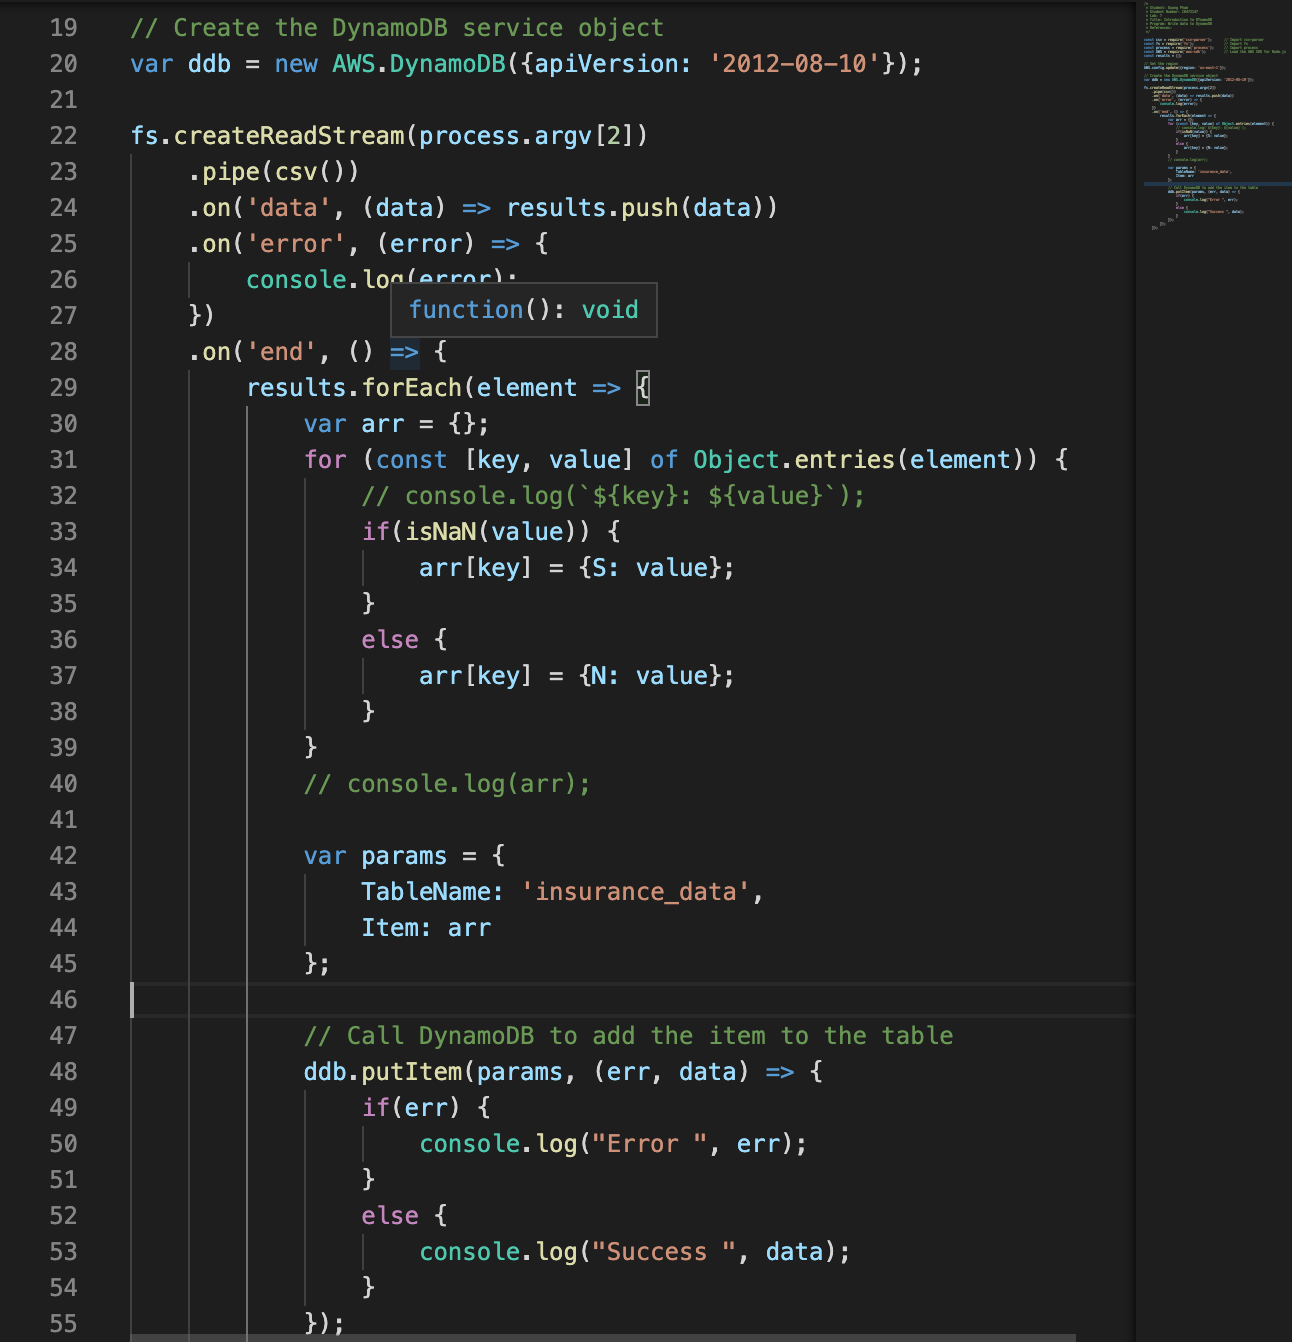 19 // Create the DynamoDB service object
20 var ddb = new AWS.DynamoDB({apiVersion: '2012-08-10'});
21
22 fs.createReadStream(process.argv[2])
23 .pipe(csv())
24 .on('data', (data) => results.push(data))
25 .on('error', (error) => {
26 console.log(error);
function(): void
27 })
28 .on('end', () => {
29 results.forEach(element => {
30 var arr = {};
31 for (const [key, value] of Object.entries(element)) {
32 // console.log(`${key}: ${value}`);
33 if(isNaN(value)) {
34 arr[key] = {S: value};
35 }
36 else {
37 arr[key] = {N: value};
38 }
39 }
40 // console.log(arr);
41
42 var params = {
43 TableName: 'insurance_data',
44 Item: arr
45 };
46
47 // Call DynamoDB to add the item to the table
48 ddb.putItem(params, (err, data) => {
49 if(err) {
50 console.log("Error ", err);
51 }
52 else {
53 console.log("Success ", data);
54 }
55 });